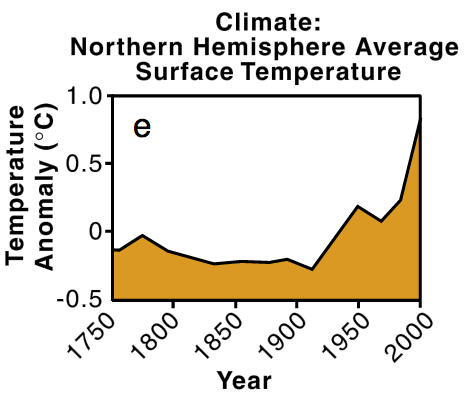 Climate:
Northern Hemisphere Average
Surface Temperature
Temperature
Anomaly (°C)
e
1.0
0.5
0
-0.5
1750
1800
1850
1900
1950
2000
Year